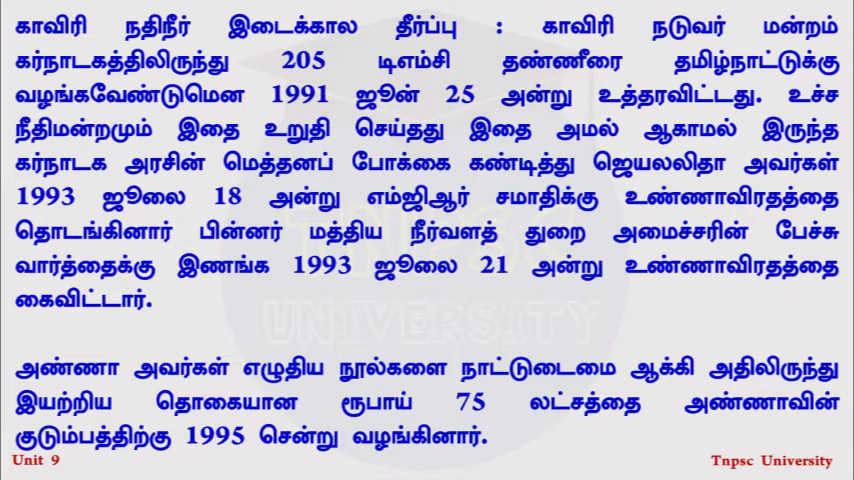 காவிரி நதிநீர் இடைக்கால தீர்ப்பு : காவிரி நடுவர் மன்றம்
கர்நாடகத்திலிருந்து 205 டிஎம்சி தண்ணீரை தமிழ்நாட்டுக்கு
வழங்கவேண்டுமென 1991 ஜூன் 25 அன்று உத்தரவிட்டது. உச்ச
நீதிமன்றமும் இதை உறுதி செய்தது இதை அமல் ஆகாமல் இருந்த
கர்நாடக அரசின் மெத்தனப் போக்கை கண்டித்து ஜெயலலிதா அவர்கள்
1993 ஜூலை 18 அன்று எம்ஜிஆர் சமாதிக்கு உண்ணாவிரதத்தை
தொடங்கினார் பின்னர் மத்திய நீர்வளத் துறை அமைச்சரின் பேச்சு
வார்த்தைக்கு இணங்க 1993 ஜூலை 21 அன்று உண்ணாவிரதத்தை
கைவிட்டார்.
அண்ணா அவர்கள் எழுதிய நூல்களை நாட்டுடைமை ஆக்கி அதிலிருந்து
இயற்றிய தொகையான ரூபாய் 75 லட்சத்தை அண்ணாவின்
குடும்பத்திற்கு 1995 சென்று வழங்கினார்.
Unit 9
Tnpsc University
TNPSC
UNIVERSITY